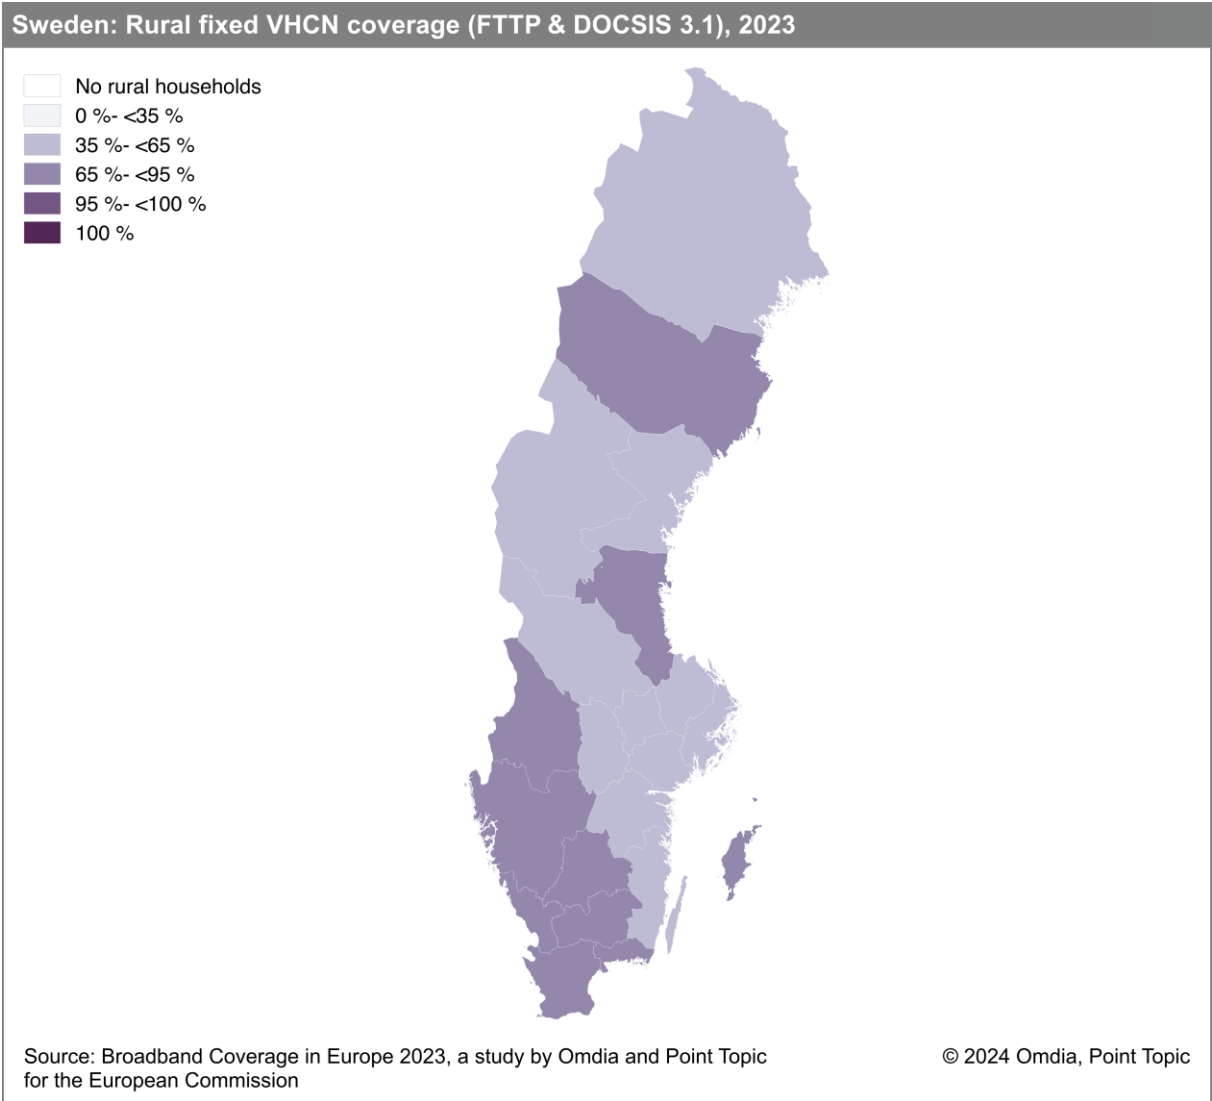 Sweden: Rural fixed VHCN coverage (FTTP & DOCSIS 3.1), 2023
No rural households
0 %- <35 %
35 %- <65 %
65 %- <95 %
95 %- <100 %
100 %
Source: Broadband Coverage in Europe 2023, a study by Omdia and Point Topic
for the European Commission
© 2024 Omdia, Point Topic